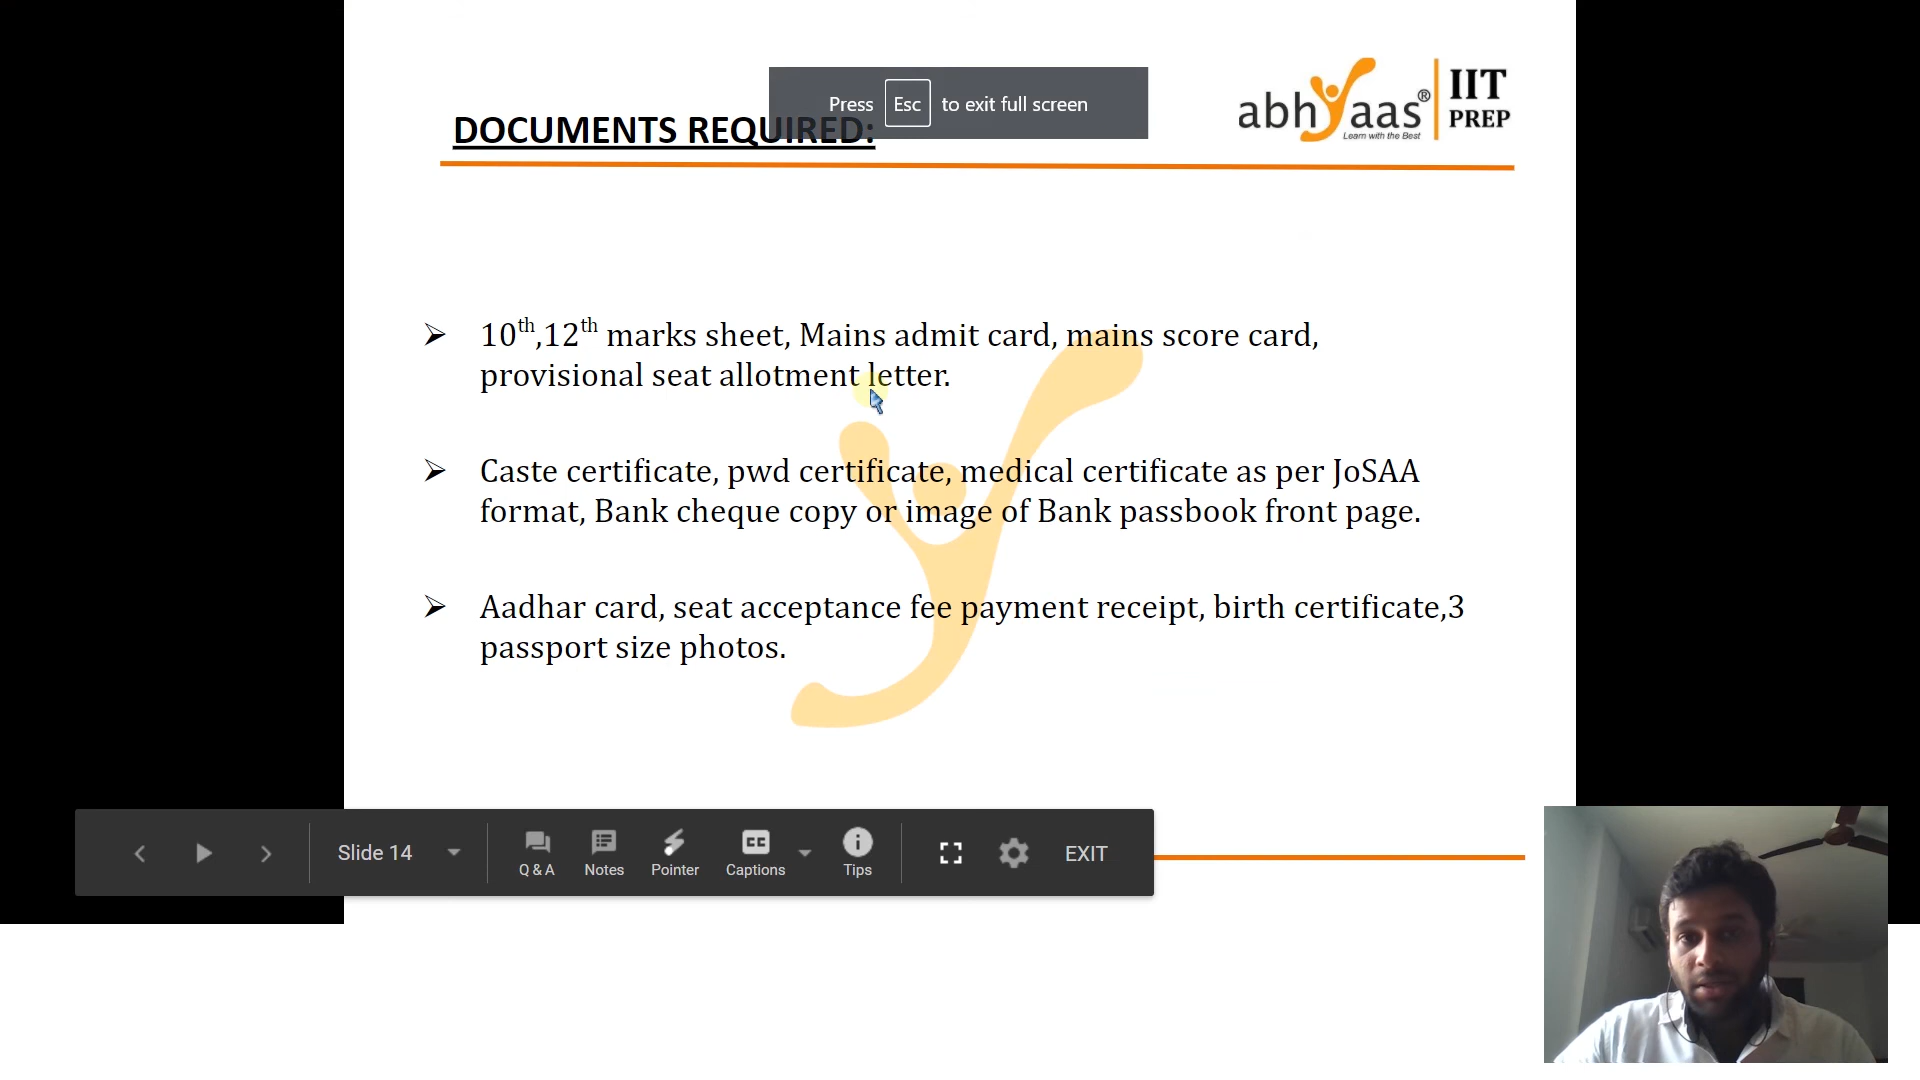 Press Esc to exit full screen
DOCUMENTS REQUIRED:
abhyaas®
Learn with the Best
IIT
PREP
10th,12th marks sheet, Mains admit card, mains score card,
provisional seat allotment letter.
Caste certificate, pwd certificate, medical certificate as per JoSAA
format, Bank cheque copy or image of Bank passbook front page.
Aadhar card, seat acceptance fee payment receipt, birth certificate,3
passport size photos.
Slide 14
Q & A
Notes
Pointer
CC
Captions
Tips
EXIT